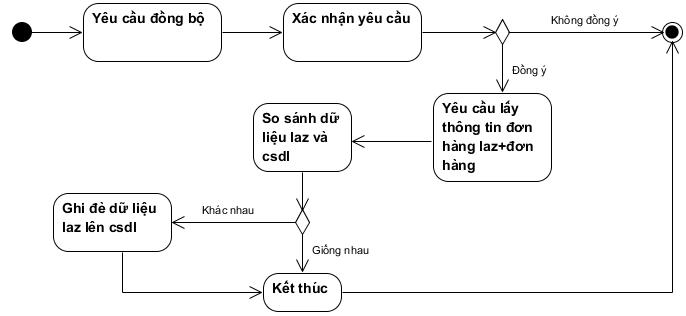 Yêu cầu đồng bộ
Xác nhận yêu cầu
Không đồng ý
Đồng ý
Yêu cầu lấy
thông tin đơn
hàng laz+đơn
hàng
So sánh dữ
liệu laz và
csdl
Khác nhau
Ghi đè dữ liệu
laz lên csdl
Giống nhau
Kết thúc